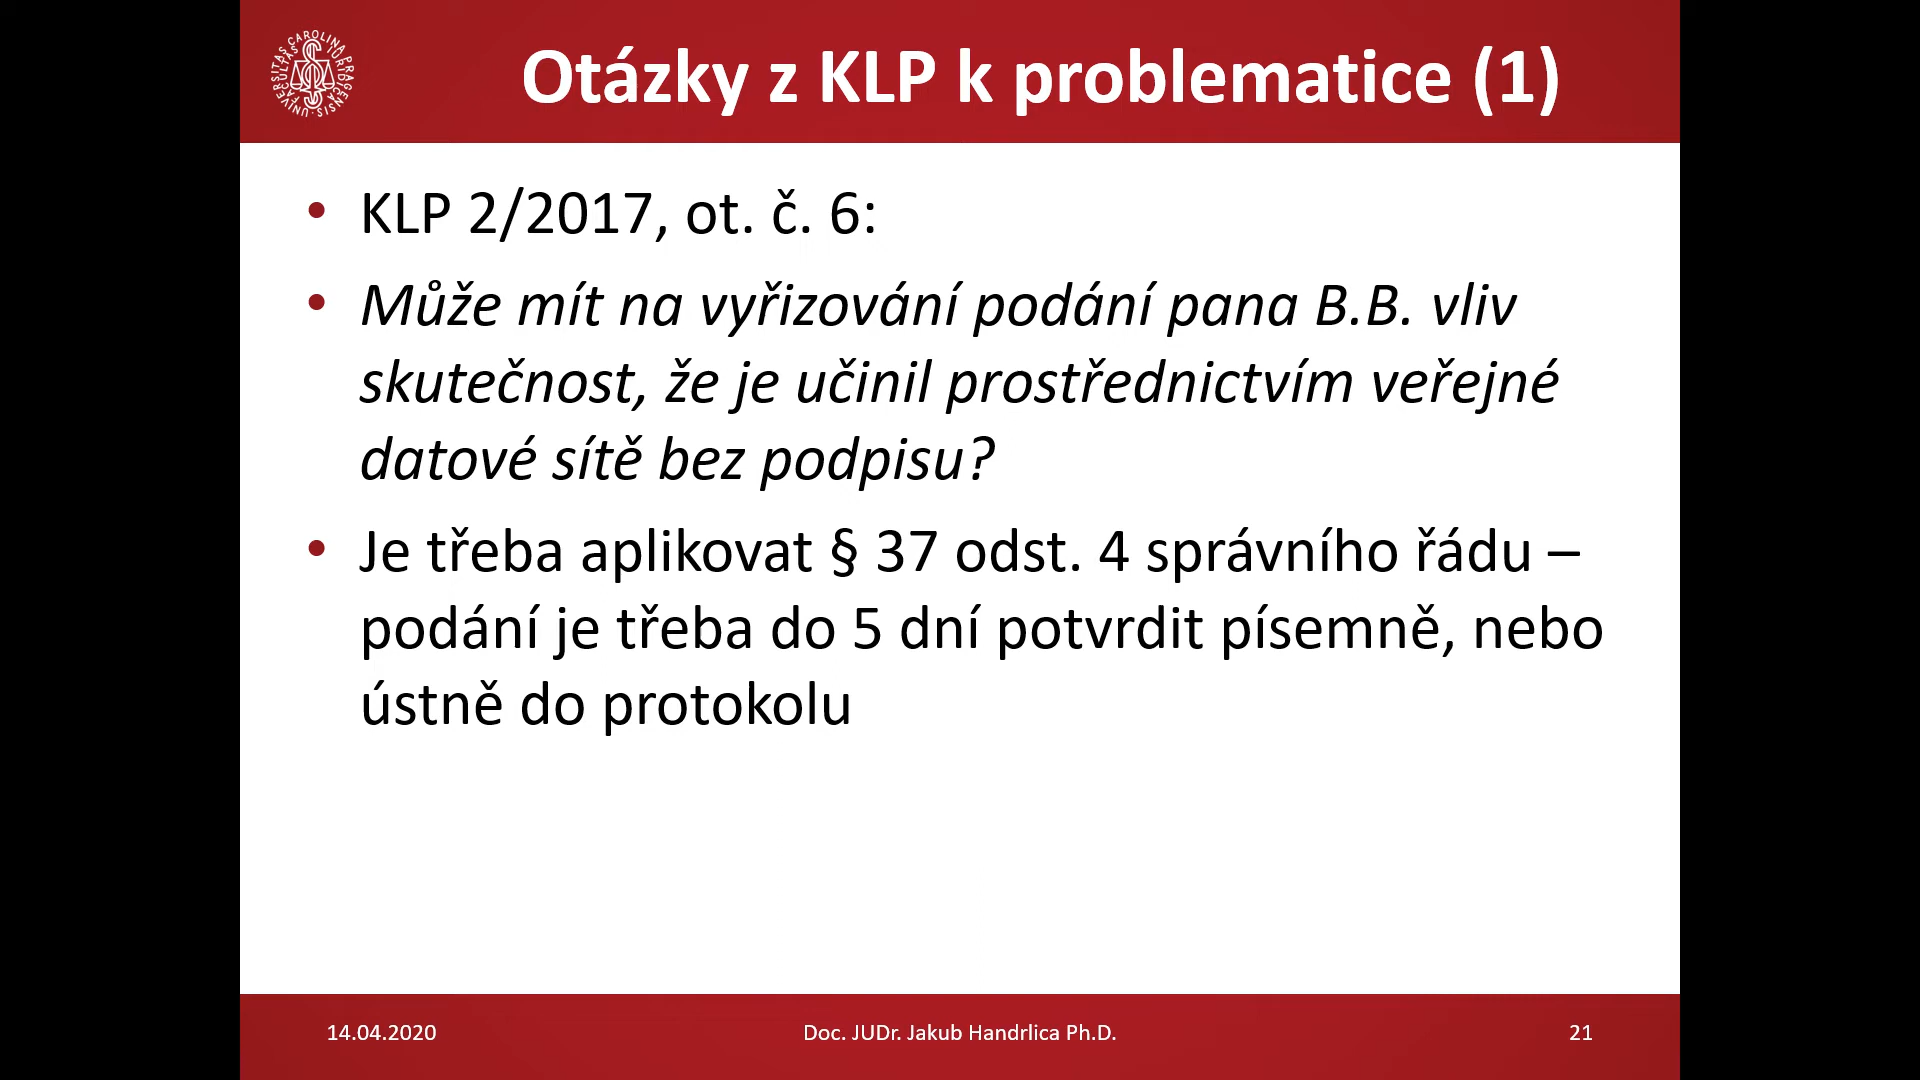 Otázky z KLP k problematice (1)
• KLP 2/2017, ot. č. 6:
• Může mít na vyřizování podání pana B.B. vliv
skutečnost, že je učinil prostřednictvím veřejné
datové sítě bez podpisu?
• Je třeba aplikovat § 37 odst. 4 správního řádu –
podání je třeba do 5 dní potvrdit písemně, nebo
ústně do protokolu
14.04.2020
Doc. JUDr. Jakub Handrlica Ph.D.
21